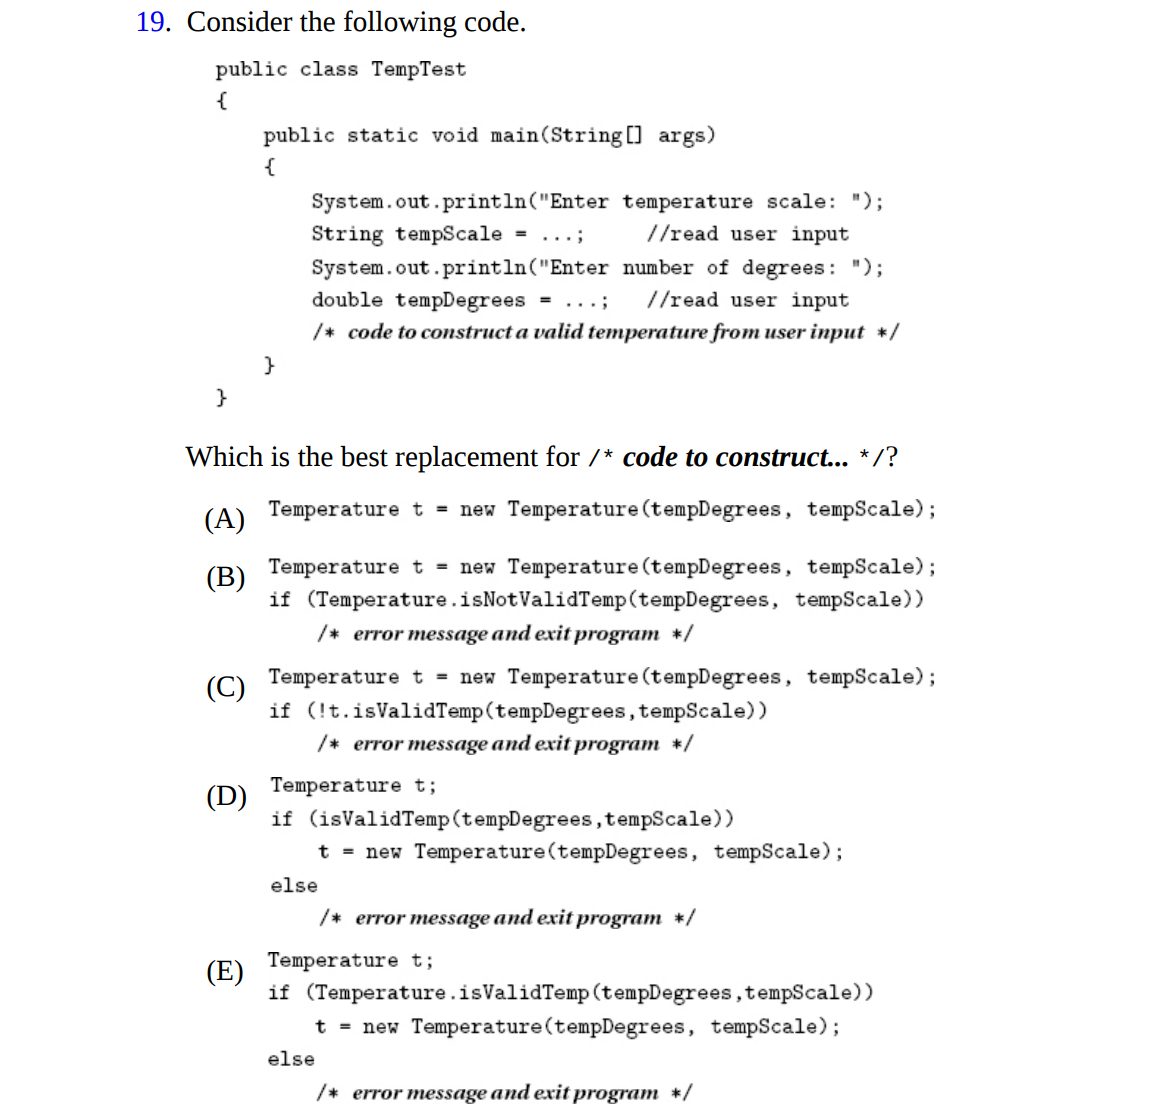 19. Consider the following code.
public class TempTest
{
public static void main(String[] args)
{
System.out.println("Enter temperature scale: ");
String tempScale = ...; //read user input
System.out.println("Enter number of degrees: ");
double tempDegrees = ...; //read user input
/* code to construct a valid temperature from user input */
}
}
Which is the best replacement for /* code to construct... */?
(A) Temperature t = new Temperature(tempDegrees, tempScale);
(B) Temperature t = new Temperature(tempDegrees, tempScale);
if (Temperature.isNotValidTemp(tempDegrees, tempScale))
/* error message and exit program */
(C) Temperature t = new Temperature(tempDegrees, tempScale);
if (!t.isValidTemp(tempDegrees,tempScale))
/* error message and exit program */
(D) Temperature t;
if (isValidTemp(tempDegrees,tempScale))
t = new Temperature(tempDegrees, tempScale);
else
/* error message and exit program */
(E) Temperature t;
if (Temperature.isValidTemp(tempDegrees,tempScale))
t = new Temperature(tempDegrees, tempScale);
else
/* error message and exit program */